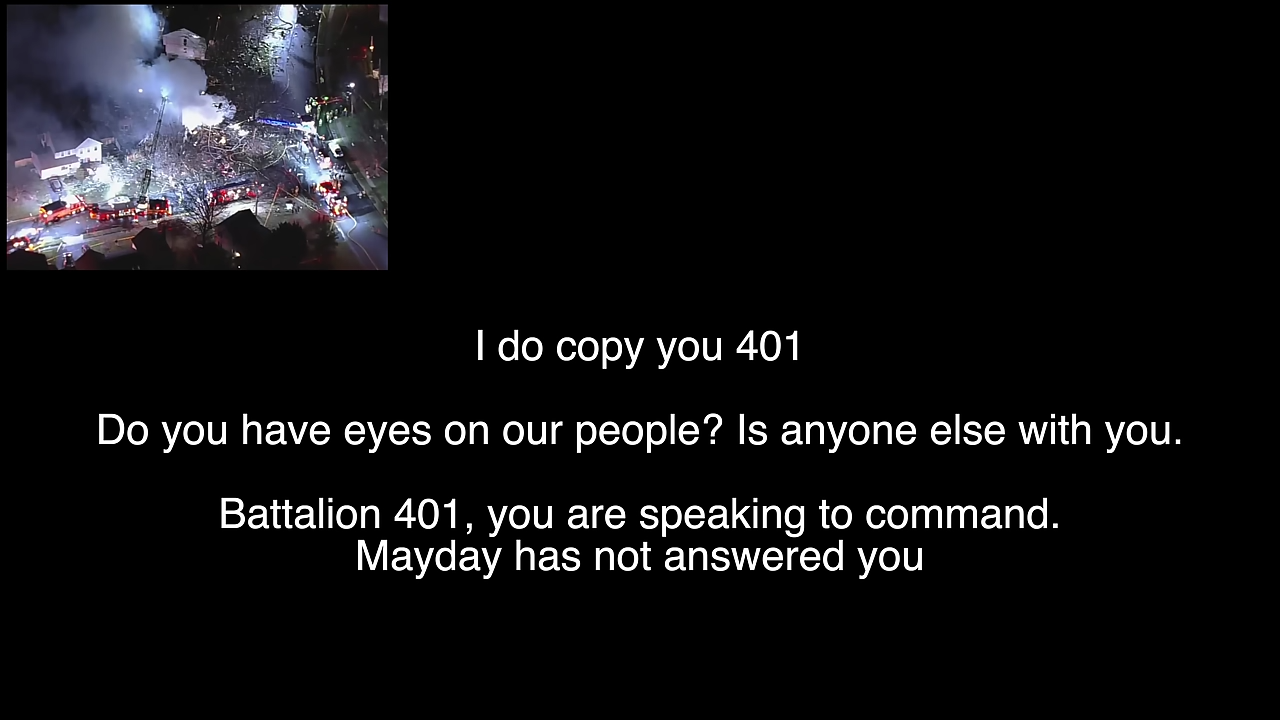 I do copy you 401
Do you have eyes on our people? Is anyone else with you.
Battalion 401, you are speaking to command.
Mayday has not answered you